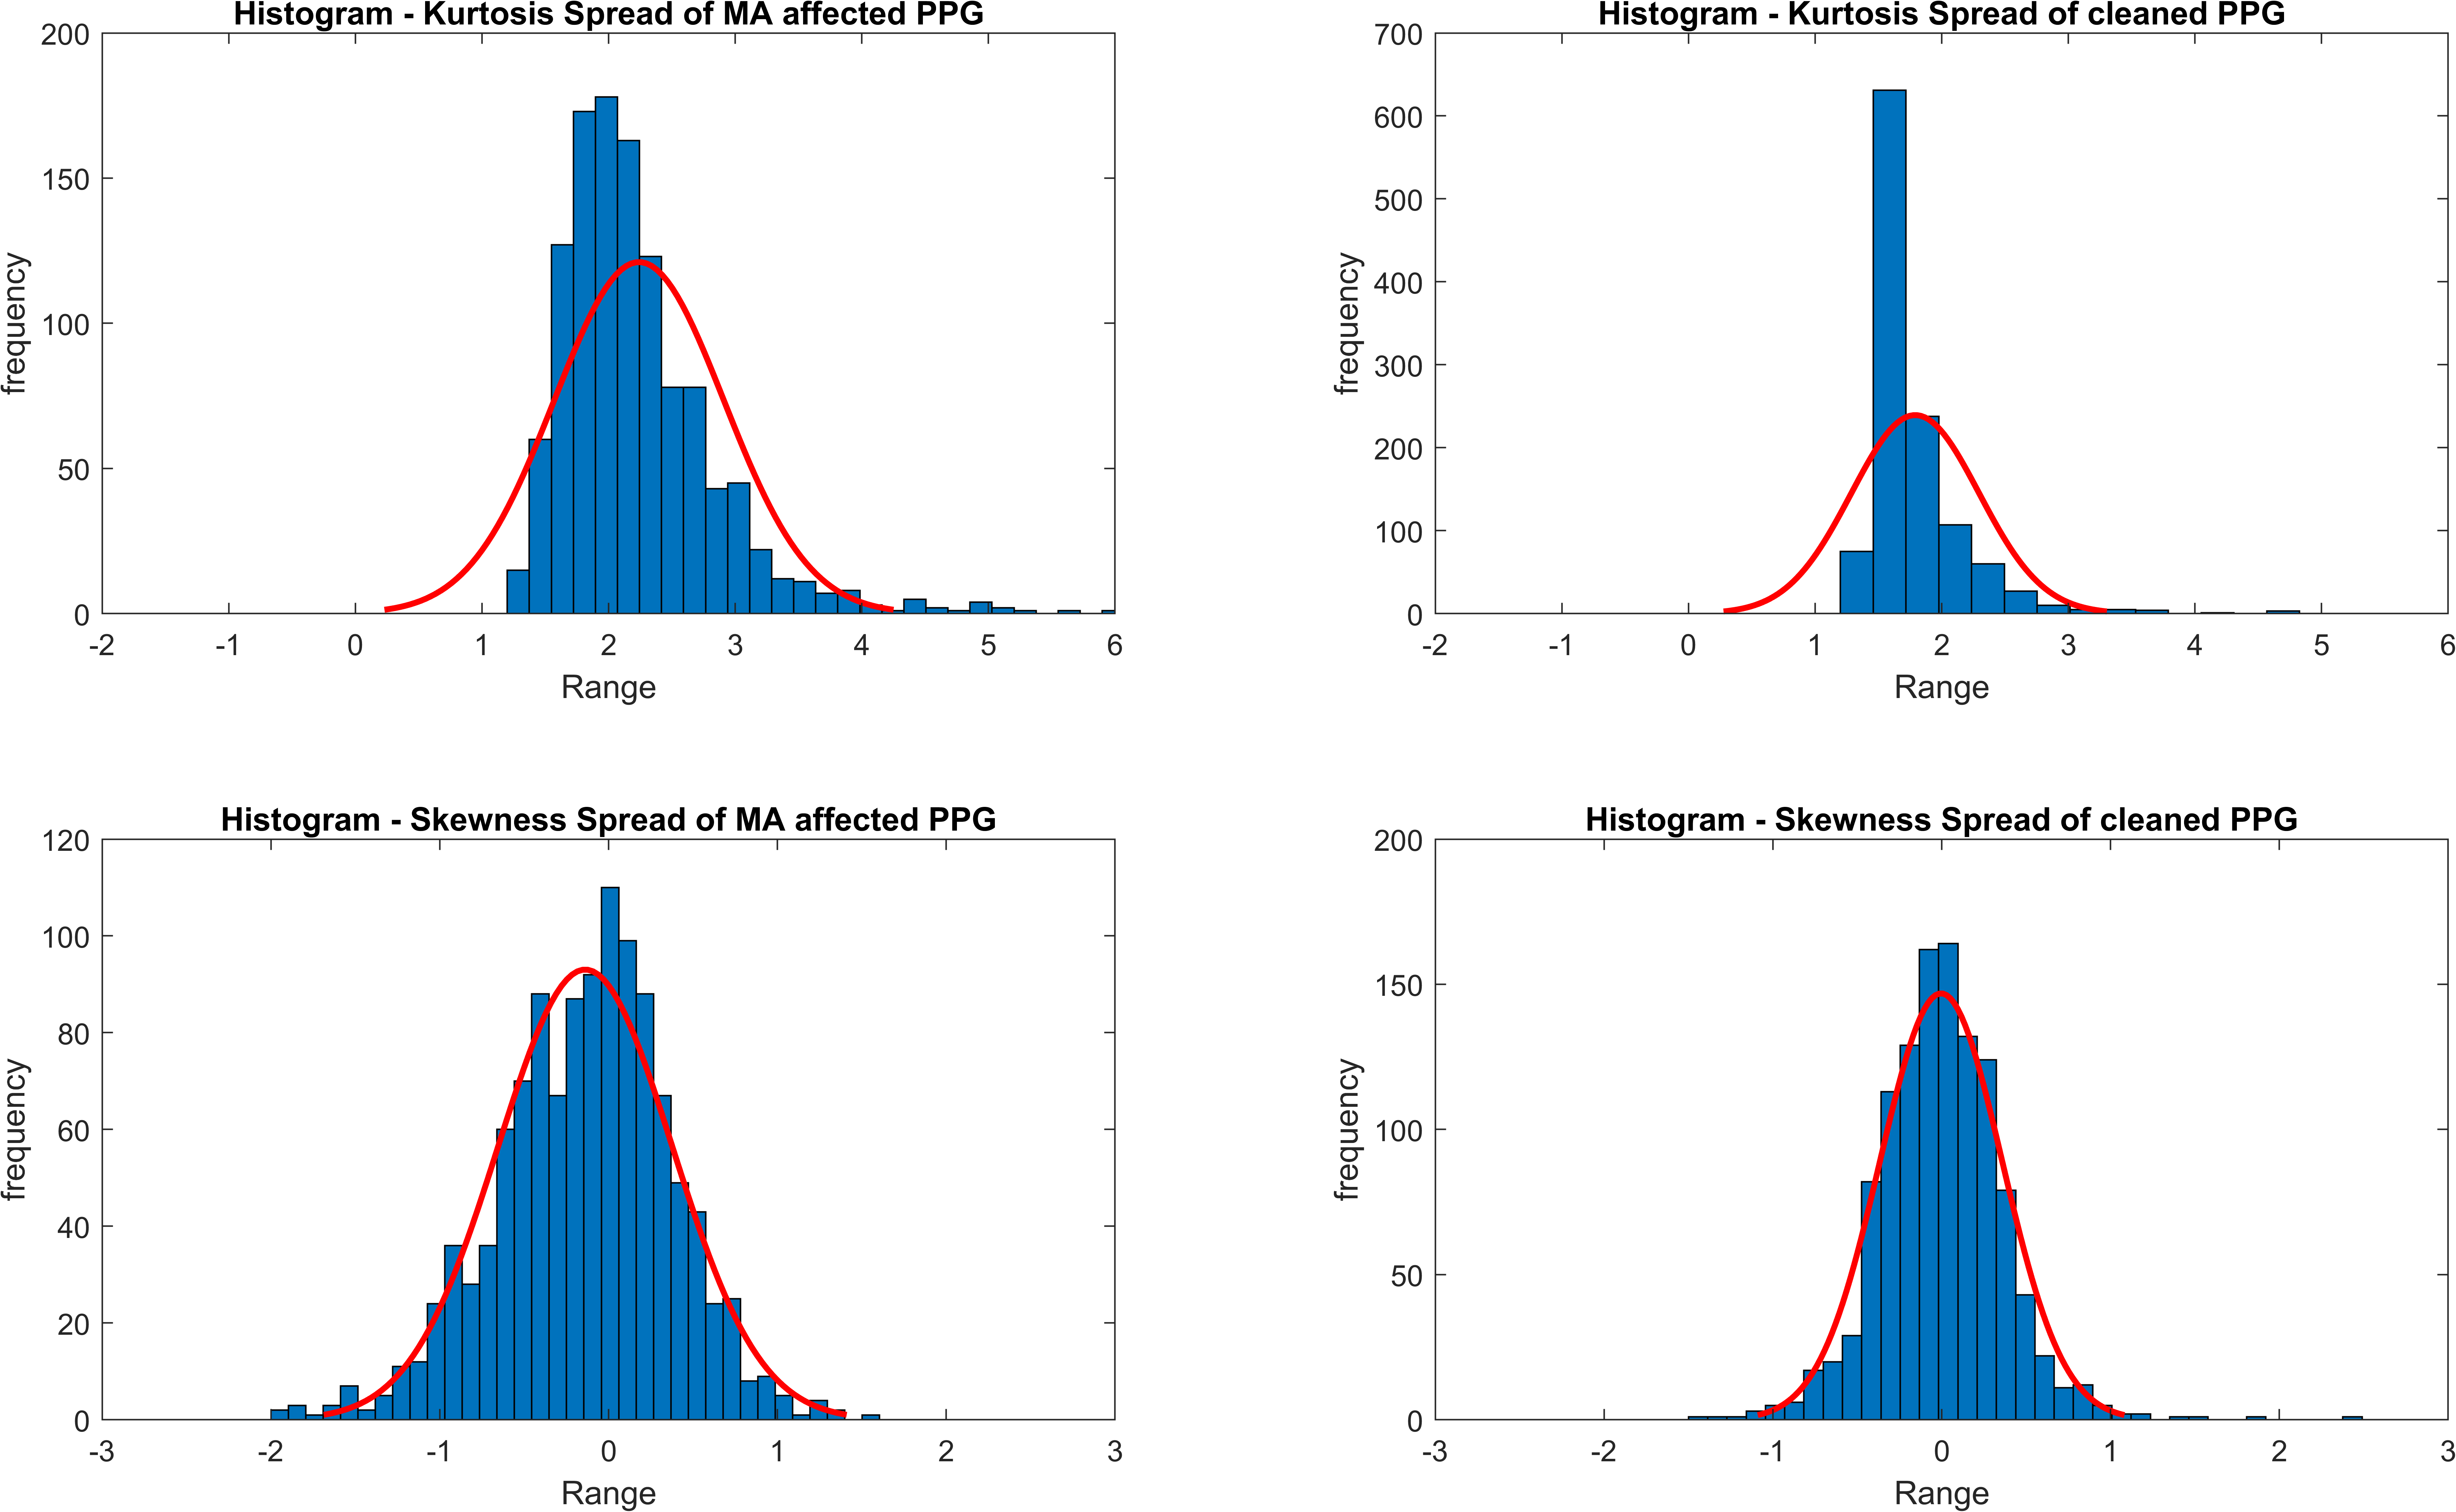 Histogram - Kurtosis Spread of MA affected PPG
200
150
100
50
0
frequency
-2 -1 0 1 2 3 4 5 6
Range
Histogram - Kurtosis Spread of cleaned PPG
700
600
500
400
300
200
100
0
frequency
-2 -1 0 1 2 3 4 5 6
Range
Histogram - Skewness Spread of MA affected PPG
120
100
80
60
40
20
0
frequency
-3 -2 -1 0 1 2 3
Range
Histogram - Skewness Spread of cleaned PPG
200
150
100
50
0
frequency
-3 -2 -1 0 1 2 3
Range